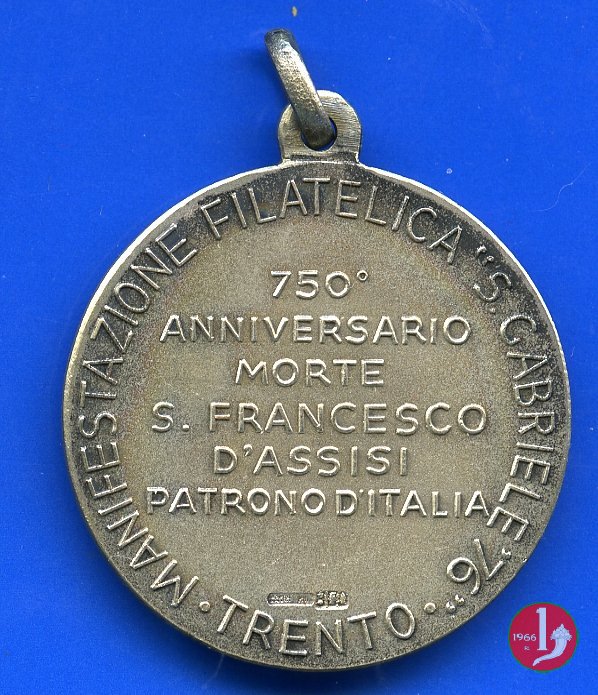 MANIFESTAZIONE FILATELICA "S. GABRIELE '76"
· TRENTO ·
750°
ANNIVERSARIO
MORTE
S. FRANCESCO
D'ASSISI
PATRONO D'ITALIA
1966